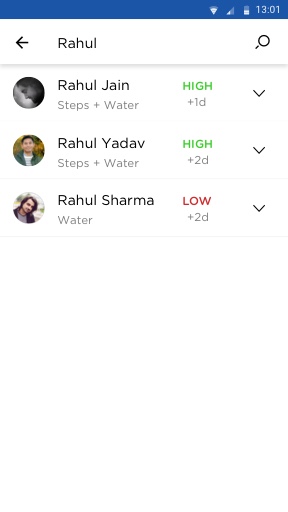 13:01
Rahul
Rahul Jain HIGH
Steps + Water +1d
Rahul Yadav HIGH
Steps + Water +2d
Rahul Sharma LOW
Water +2d